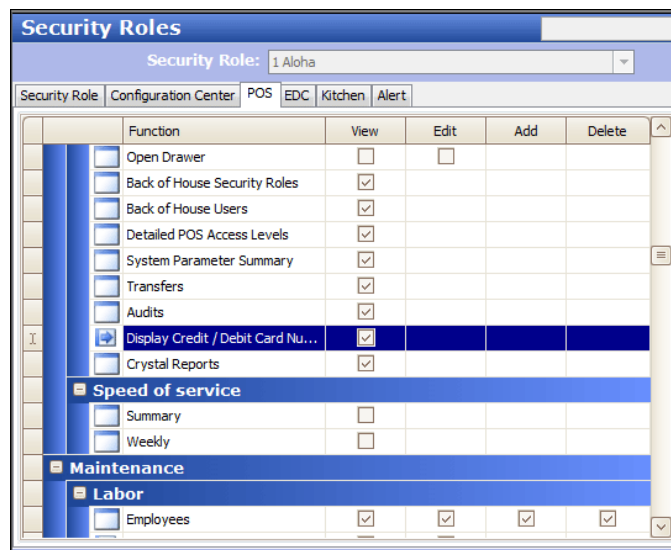 Security Roles
Security Role: 1 Aloha
Security Role Configuration Center POS EDC Kitchen Alert
Function View Edit Add Delete
Open Drawer
Back of House Security Roles
Back of House Users
Detailed POS Access Levels
System Parameter Summary
Transfers
Audits
Display Credit / Debit Card Nu...
Crystal Reports
Speed of service
Summary
Weekly
Maintenance
Labor
Employees